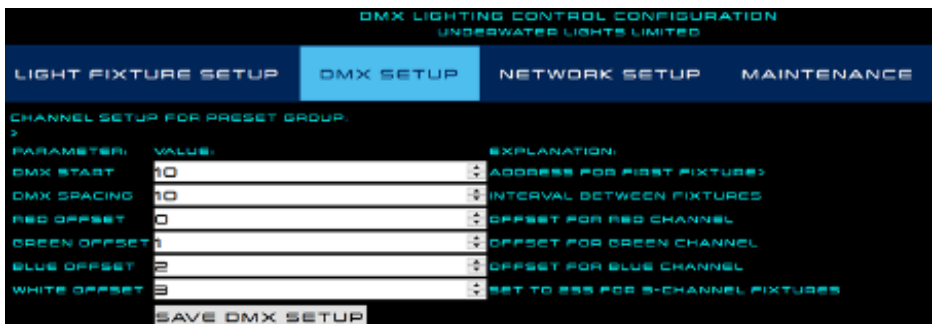 DMX LIGHTING CONTROL CONFIGURATION
UNDERWATER LIGHTS LIMITED
LIGHT FIXTURE SETUP DMX SETUP NETWORK SETUP MAINTENANCE
CHANNEL SETUP FOR PRESET GROUP:
>
PARAMETER: VALUE: EXPLANATION:
DMX START 10 ADDRESS FOR FIRST FIXTURE>
DMX SPACING 10 INTERVAL BETWEEN FIXTURES
RED OFFSET 0 OFFSET FOR RED CHANNEL
GREEN OFFSET 1 OFFSET FOR GREEN CHANNEL
BLUE OFFSET 2 OFFSET FOR BLUE CHANNEL
WHITE OFFSET 3 SET TO 255 FOR 3-CHANNEL FIXTURES
SAVE DMX SETUP